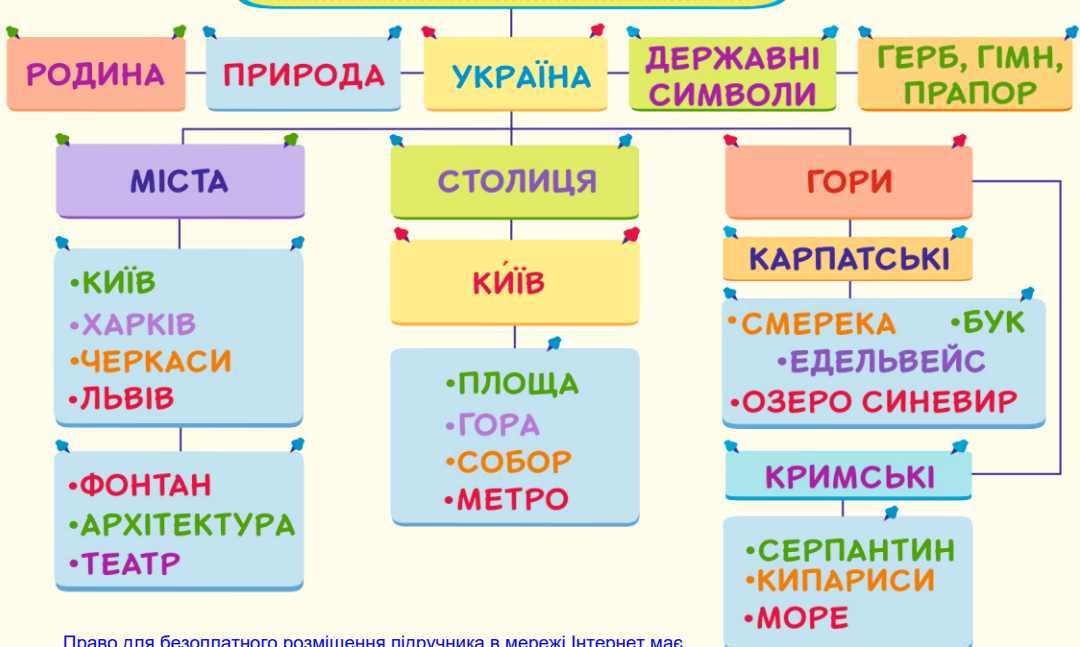 РОДИНА
ПРИРОДА
УКРАЇНА
ДЕРЖАВНІ
СИМВОЛИ
ГЕРБ, ГІМН,
ПРАПОР
МІСТА
СТОЛИЦЯ
ГОРИ
•КИЇВ
•ХАРКІВ
•ЧЕРКАСИ
•ЛЬВІВ
•ФОНТАН
•АРХІТЕКТУРА
•ТЕАТР
КИ́ЇВ
•ПЛОЩА
•ГОРА
•СОБОР
•МЕТРО
КАРПАТСЬКІ
•СМЕРЕКА •БУК
•ЕДЕЛЬВЕЙС
•ОЗЕРО СИНЕВИР
КРИМСЬКІ
•СЕРПАНТИН
•КИПАРИСИ
•МОРЕ
Право для безоплатного розміщення підручника в мережі Інтернет має